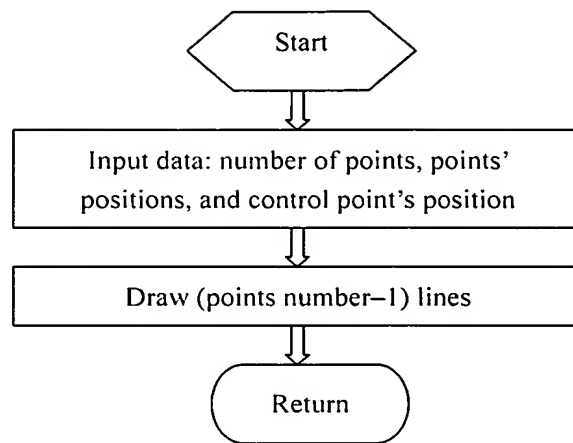 Start
Input data: number of points, points'
positions, and control point's position
Draw (points number–1) lines
Return